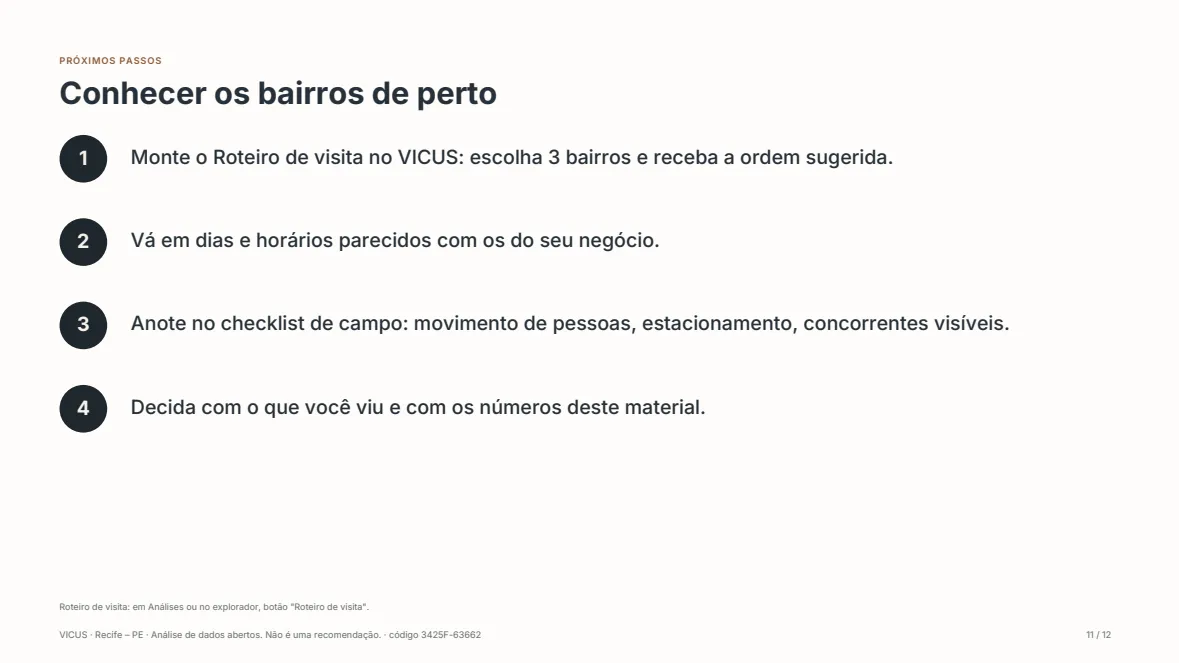 PRÓXIMOS PASSOS
Conhecer os bairros de perto
1 Monte o Roteiro de visita no VICUS: escolha 3 bairros e receba a ordem sugerida.
2 Vá em dias e horários parecidos com os do seu negócio.
3 Anote no checklist de campo: movimento de pessoas, estacionamento, concorrentes visíveis.
4 Decida com o que você viu e com os números deste material.
Roteiro de visita: em Análises ou no explorador, botão "Roteiro de visita".
VICUS · Recife – PE · Análise de dados abertos. Não é uma recomendação. · código 3425F-63662 11 / 12